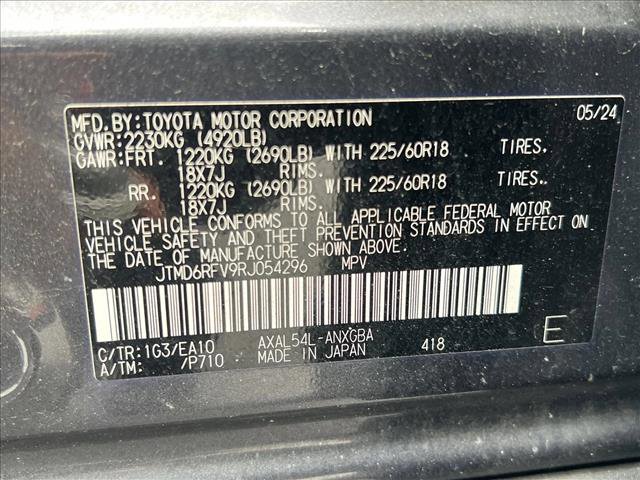 MFD. BY: TOYOTA MOTOR CORPORATION 05/24
GVWR: 2230KG (4920LB)
GAWR: FRT. 1220KG (2690LB) WITH 225/60R18 TIRES.
18X7J RIMS.
RR. 1220KG (2690LB) WITH 225/60R18 TIRES.
18X7J RIMS.
THIS VEHICLE CONFORMS TO ALL APPLICABLE FEDERAL MOTOR
VEHICLE SAFETY AND THEFT PREVENTION STANDARDS IN EFFECT ON
THE DATE OF MANUFACTURE SHOWN ABOVE.
JTMD6RFV9RJ054296 MPV
C/TR: 1G3/EA10 AXAL54L-ANXGBA 418 E
A/TM: /P710 MADE IN JAPAN